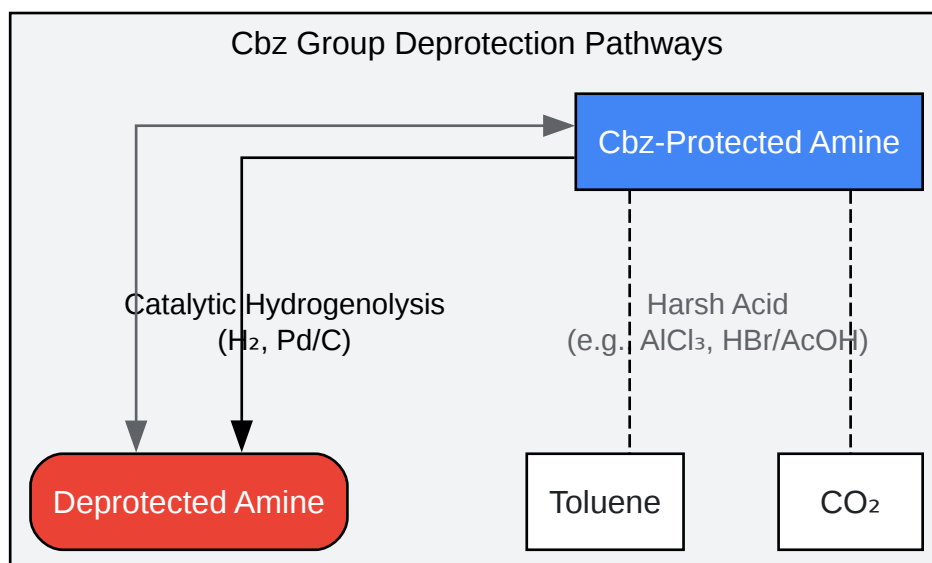 Cbz Group Deprotection Pathways
Cbz-Protected Amine
Catalytic Hydrogenolysis
(H₂, Pd/C)
Harsh Acid
(e.g. AlCl₃, HBr/AcOH)
Deprotected Amine
Toluene
CO₂